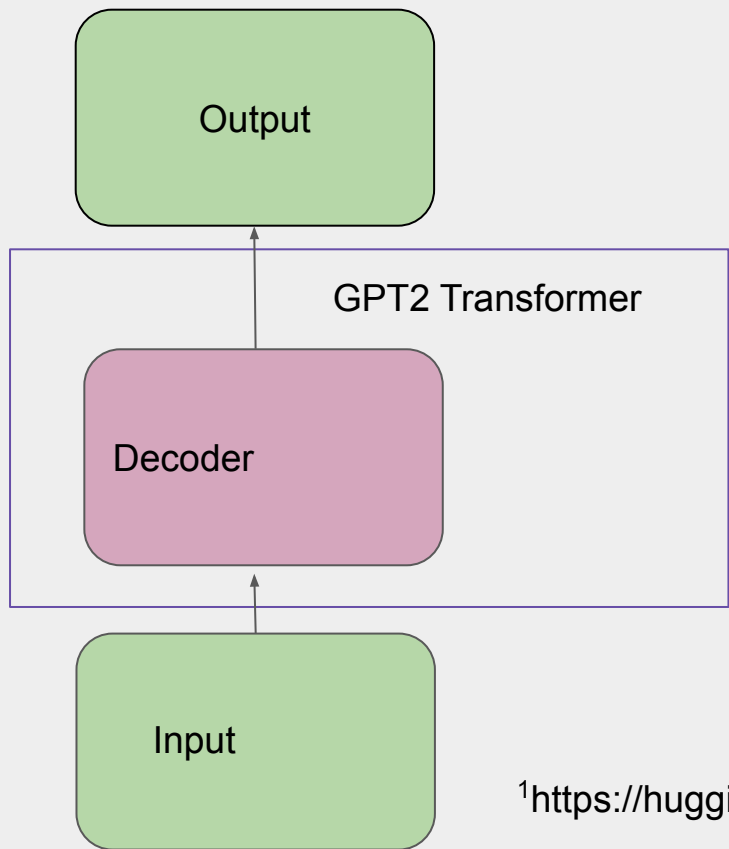 Output
GPT2 Transformer
Decoder
Input
¹https://huggi